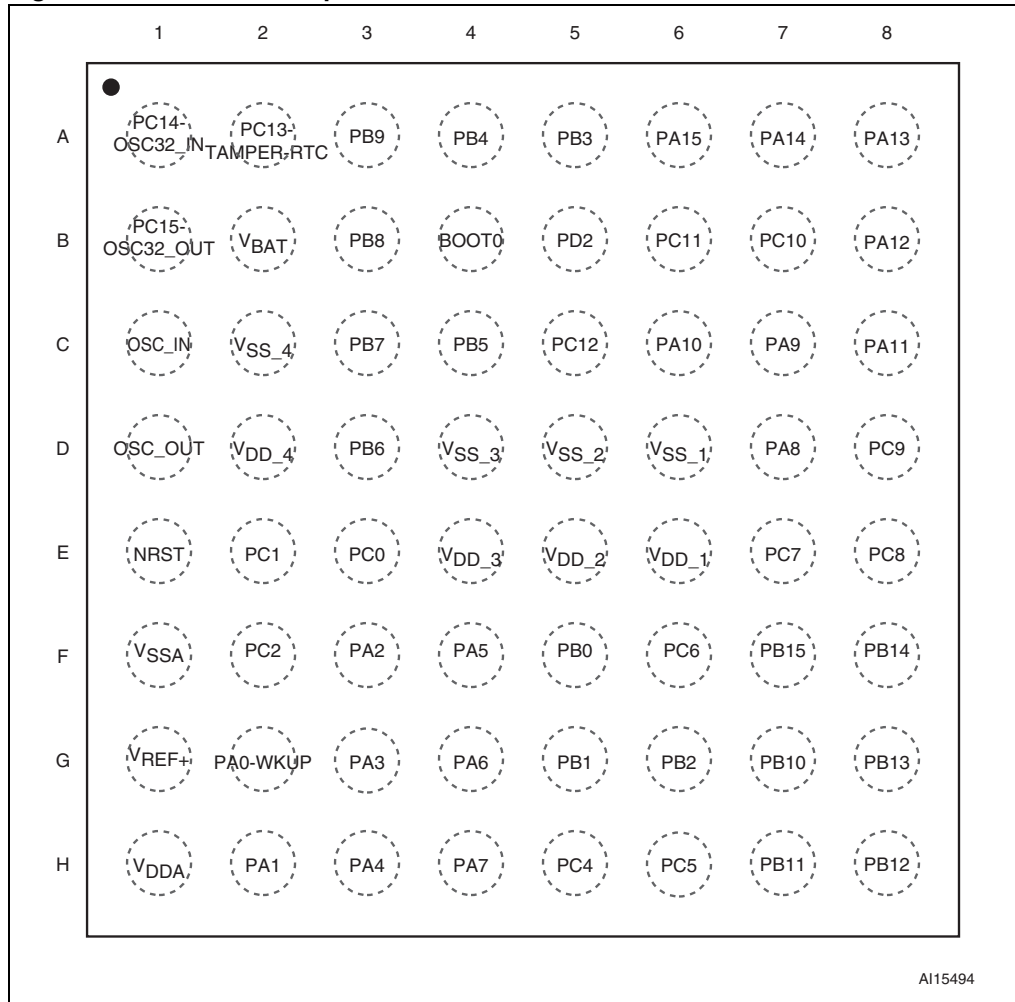 1 2 3 4 5 6 7 8
A PC14-OSC32_IN PC13-TAMPER-RTC PB9 PB4 PB3 PA15 PA14 PA13
B PC15-OSC32_OUT VBAT PB8 BOOT0 PD2 PC11 PC10 PA12
C OSC_IN VSS_4 PB7 PB5 PC12 PA10 PA9 PA11
D OSC_OUT VDD_4 PB6 VSS_3 VSS_2 VSS_1 PA8 PC9
E NRST PC1 PC0 VDD_3 VDD_2 VDD_1 PC7 PC8
F VSSA PC2 PA2 PA5 PB0 PC6 PB15 PB14
G VREF+ PA0-WKUP PA3 PA6 PB1 PB2 PB10 PB13
H VDDA PA1 PA4 PA7 PC4 PC5 PB11 PB12
AI15494